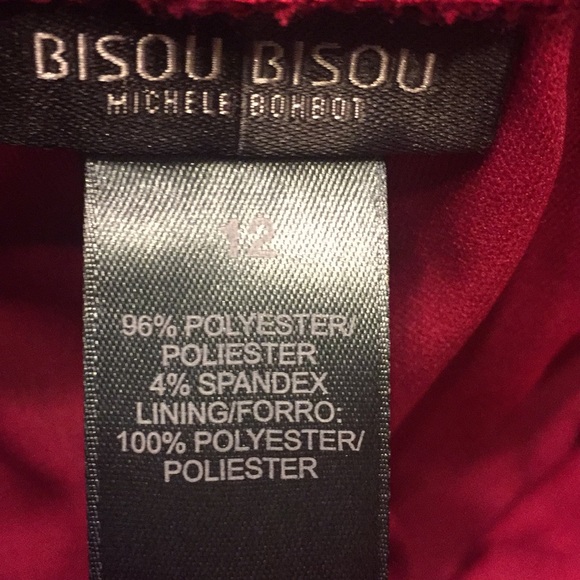 BISOU BISOU
MICHELE BOHBOT
12
96% POLYESTER/
POLIESTER
4% SPANDEX
LINING/FORRO:
100% POLYESTER/
POLIESTER